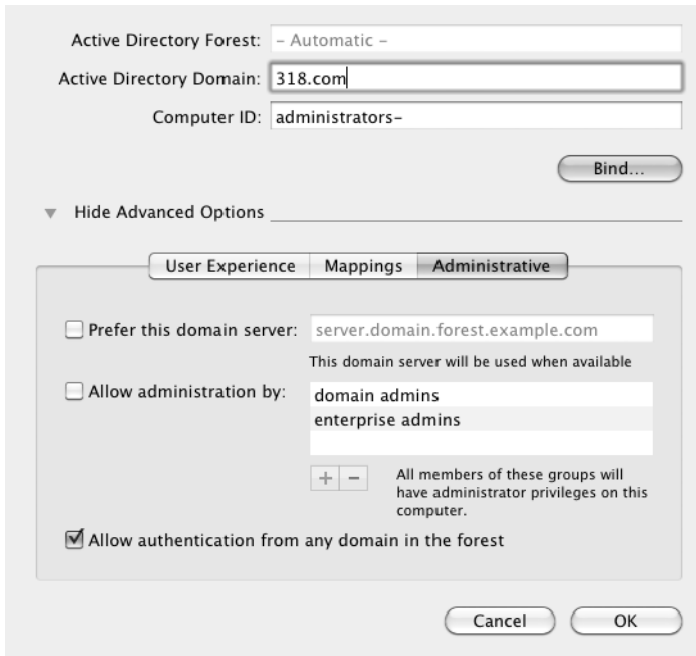 Active Directory Forest: - Automatic -
Active Directory Domain: 318.com
Computer ID: administrators-
Bind...
Hide Advanced Options
User Experience Mappings Administrative
Prefer this domain server: server.domain.forest.example.com
This domain server will be used when available
Allow administration by: domain admins
enterprise admins
+ −
All members of these groups will
have administrator privileges on this
computer.
Allow authentication from any domain in the forest
Cancel OK